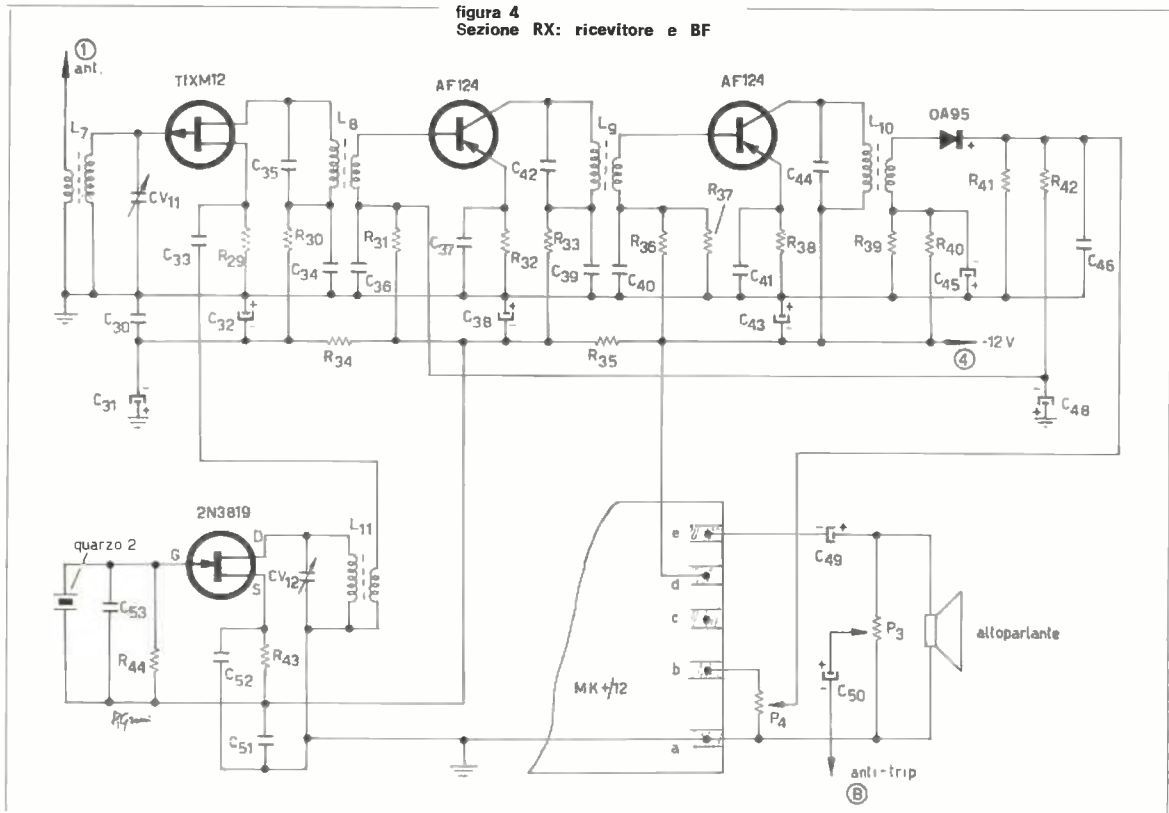 figura 4
Sezione RX: ricevitore e BF
1
ant.
TIXM12
AF124
AF124
L7
L8
L9
L10
OA95
+
CV11
C35
C42
C44
R37
R41
R42
C33
R29
R30
C34
R31
C36
C37
R32
R33
C39
C40
R36
C41
R38
R39
R40
C45
C46
C30
C32
C38
C43
R34
R35
-12 V
4
C31
C48
2N3819
quarzo 2
G
D
S
L11
CV12
C53
R44
C52
R43
C51
MK+/12
e
d
c
b
a
C49
P3
altoparlante
C50
P4
anti-trip
B